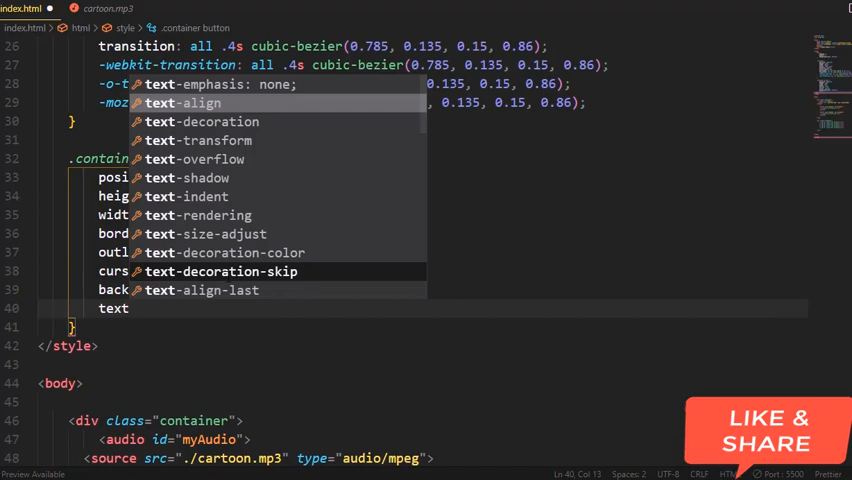 index.html cartoon.mp3
index.html html style .container button
26 transition: all .4s cubic-bezier(0.785, 0.135, 0.15, 0.86);
27 -webkit-transition: all .4s cubic-bezier(0.785, 0.135, 0.15, 0.86);
28 -o-t text-emphasis: none; 0.135, 0.15, 0.86);
29 -moz text-align , 0.135, 0.15, 0.86);
30 } text-decoration
31 text-transform
32 .contain text-overflow
33 posi text-shadow
34 heig text-indent
35 widt text-rendering
36 bord text-size-adjust
37 outl text-decoration-color
38 curs text-decoration-skip
39 back text-align-last
40 text
41 }
42 </style>
43
44 <body>
45
46 <div class="container">
47 <audio id="myAudio">
48 <source src="./cartoon.mp3" type="audio/mpeg">
LIKE &
SHARE
Preview Available Ln 40, Col 13 Spaces: 2 UTF-8 CRLF HTM Port : 5500 Prettier